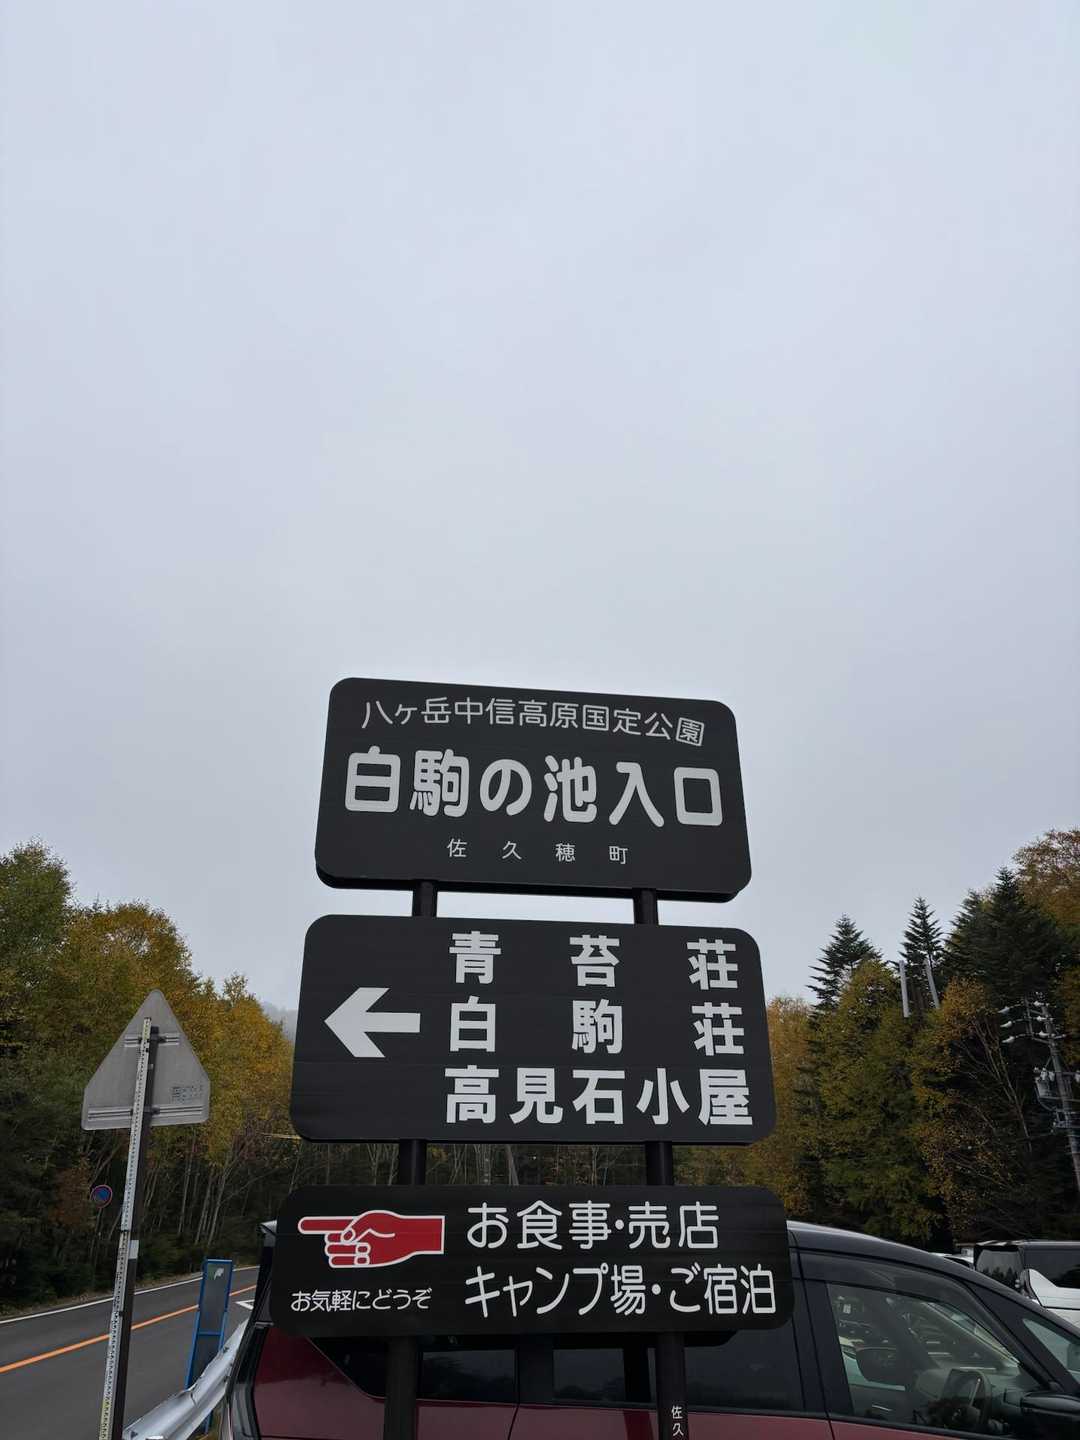 八ヶ岳中信高原国定公園
白駒の池入口
佐久穂町
青苔荘
白駒荘
高見石小屋
お食事・売店
キャンプ場・ご宿泊
お気軽にどうぞ
佐久